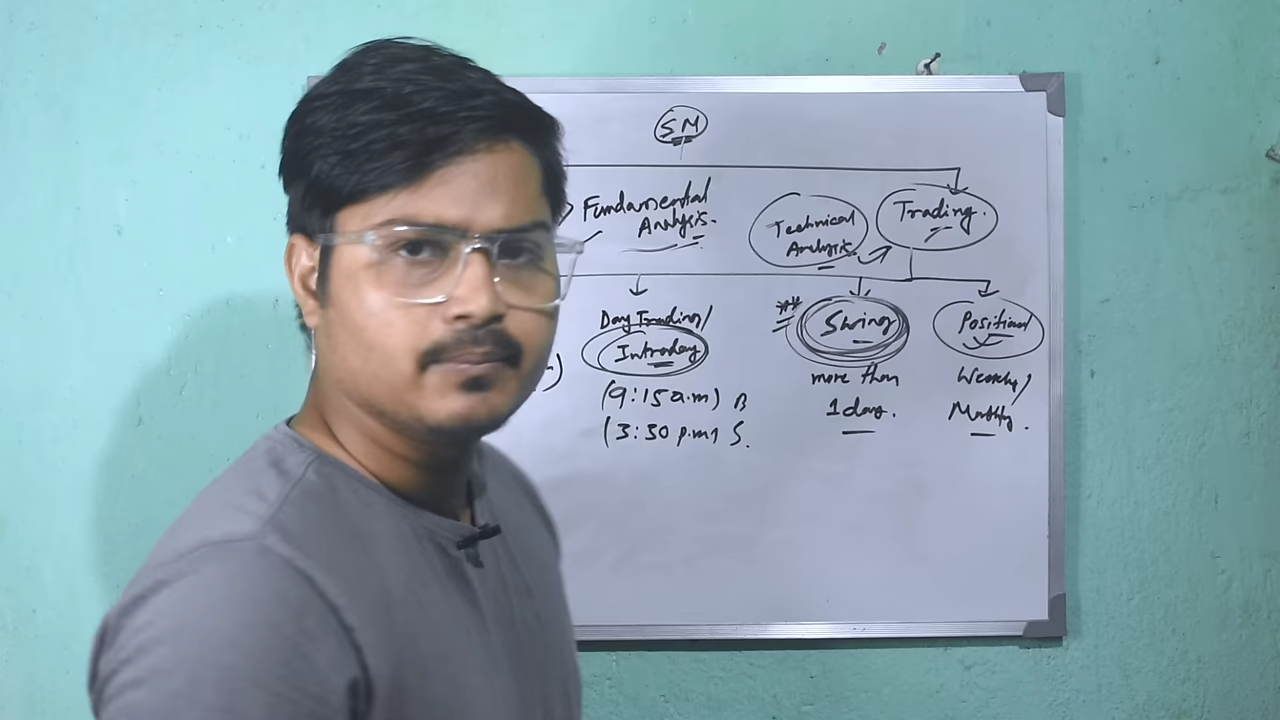 SM
Fundamental
Analysis.
Technical
Analysis
Trading.
Day Trading/
Intraday
(9:15 a.m) B
(3:30 p.m) S.
**
Swing
more than
1 day.
Positional
Weekly/
Monthly.